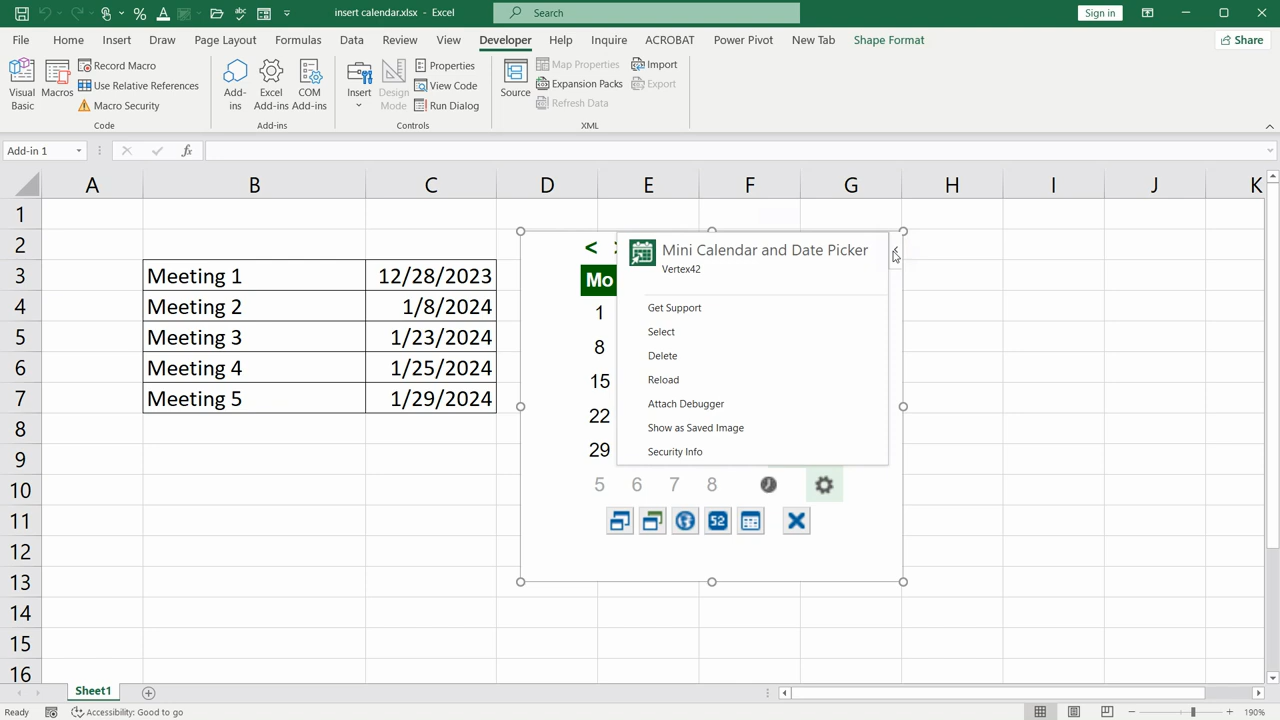 insert calendar.xlsx - Excel
Search
Sign in
File Home Insert Draw Page Layout Formulas Data Review View Developer Help Inquire ACROBAT Power Pivot New Tab Shape Format
Share
Visual Basic
Macros
Record Macro
Use Relative References
Macro Security
Code
Add-ins
Excel Add-ins
COM Add-ins
Add-ins
Insert
Design Mode
Properties
View Code
Run Dialog
Controls
Source
Map Properties
Expansion Packs
Refresh Data
Import
Export
XML
Add-in 1
fx
A B C D E F G H I J K
1
2 <
3 Meeting 1 12/28/2023
4 Meeting 2 1/8/2024
5 Meeting 3 1/23/2024
6 Meeting 4 1/25/2024
7 Meeting 5 1/29/2024
8
9
10
11
12
13
14
15
16
Mo
1
8
15
22
29
5 6 7 8
52
Mini Calendar and Date Picker
Vertex42
Get Support
Select
Delete
Reload
Attach Debugger
Show as Saved Image
Security Info
Sheet1
Ready
Accessibility: Good to go
190%